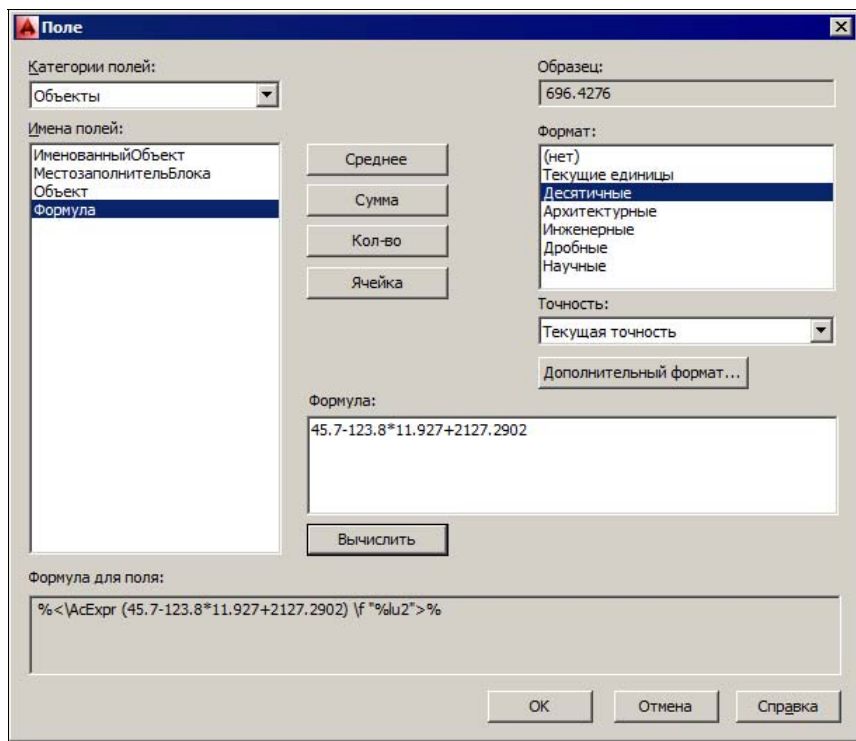 Поле
Категории полей:
Объекты
Имена полей:
ИменованныйОбъект
МестозаполнительБлока
Объект
Формула
Среднее
Сумма
Кол-во
Ячейка
Образец:
696.4276
Формат:
(нет)
Текущие единицы
Десятичные
Архитектурные
Инженерные
Дробные
Научные
Точность:
Текущая точность
Дополнительный формат...
Формула:
45.7-123.8*11.927+2127.2902
Вычислить
Формула для поля:
%<\AcExpr (45.7-123.8*11.927+2127.2902) \f "%lu2">%
ОК
Отмена
Справка